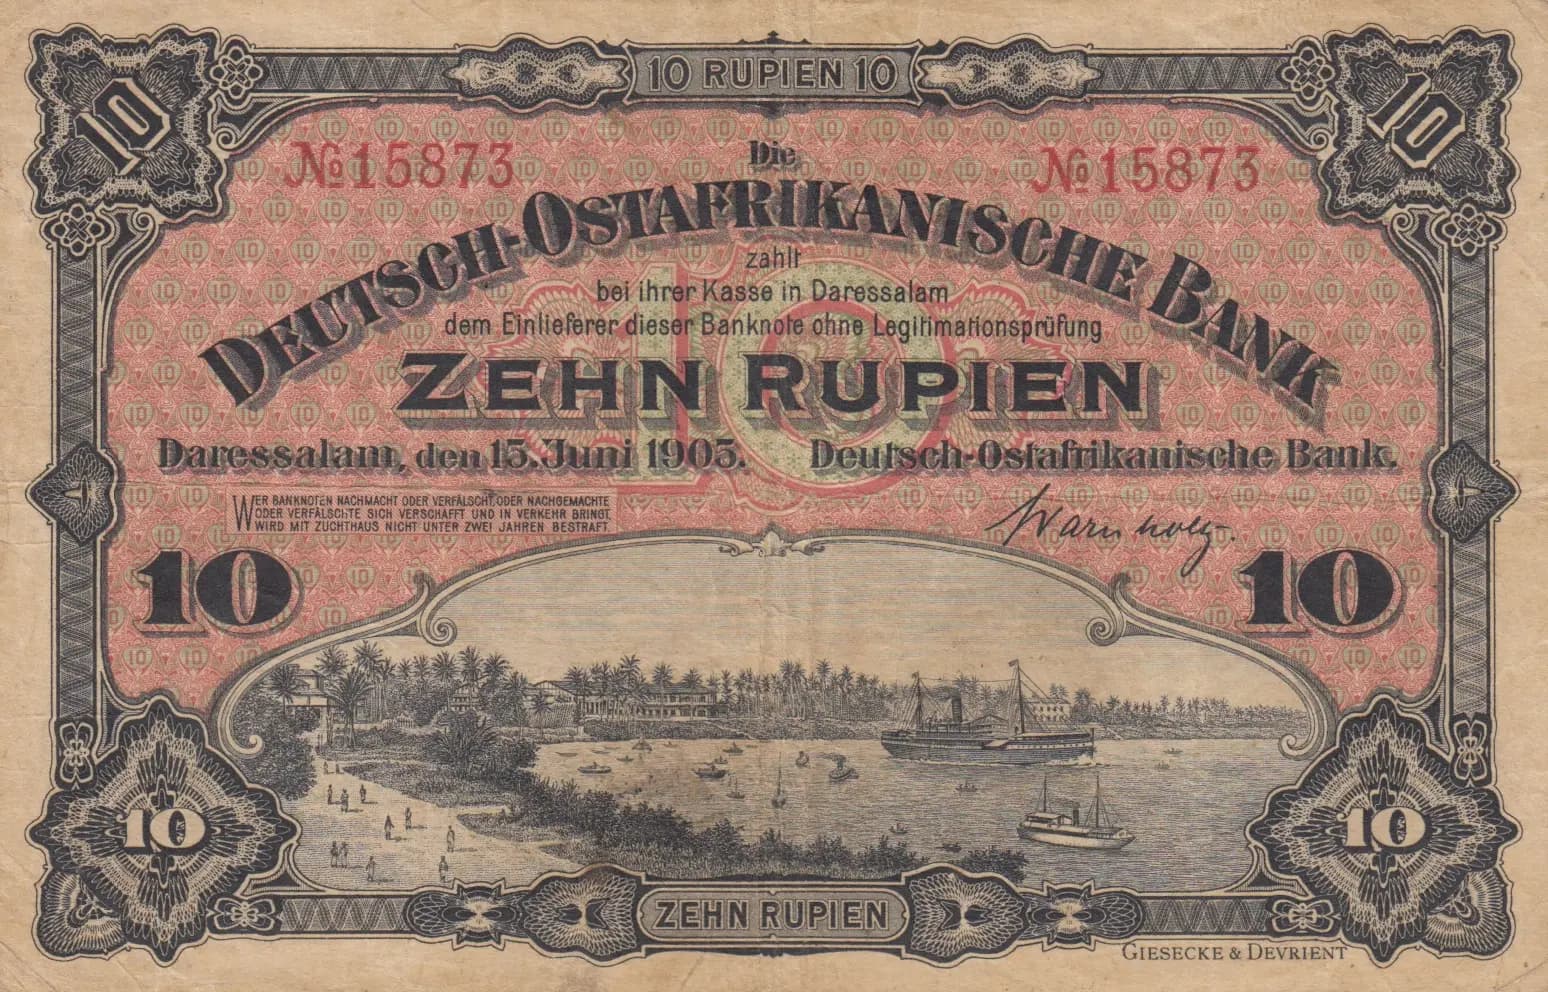 10 10 RUPIEN 10 10
№15873 Die №15873
DEUTSCH-OSTAFRIKANISCHE BANK
zahlt
bei ihrer Kasse in Daressalam
dem Einlieferer dieser Banknote ohne Legitimationsprüfung
10
ZEHN RUPIEN
Daressalam, den 15. Juni 1905. Deutsch-Ostafrikanische Bank.
WER BANKNOTEN NACHMACHT ODER VERFÄLSCHT, ODER NACHGEMACHTE
ODER VERFÄLSCHTE SICH VERSCHAFFT UND IN VERKEHR BRINGT,
WIRD MIT ZUCHTHAUS NICHT UNTER ZWEI JAHREN BESTRAFT.
Warnholtz.
10 10
10 10
ZEHN RUPIEN
GIESECKE & DEVRIENT